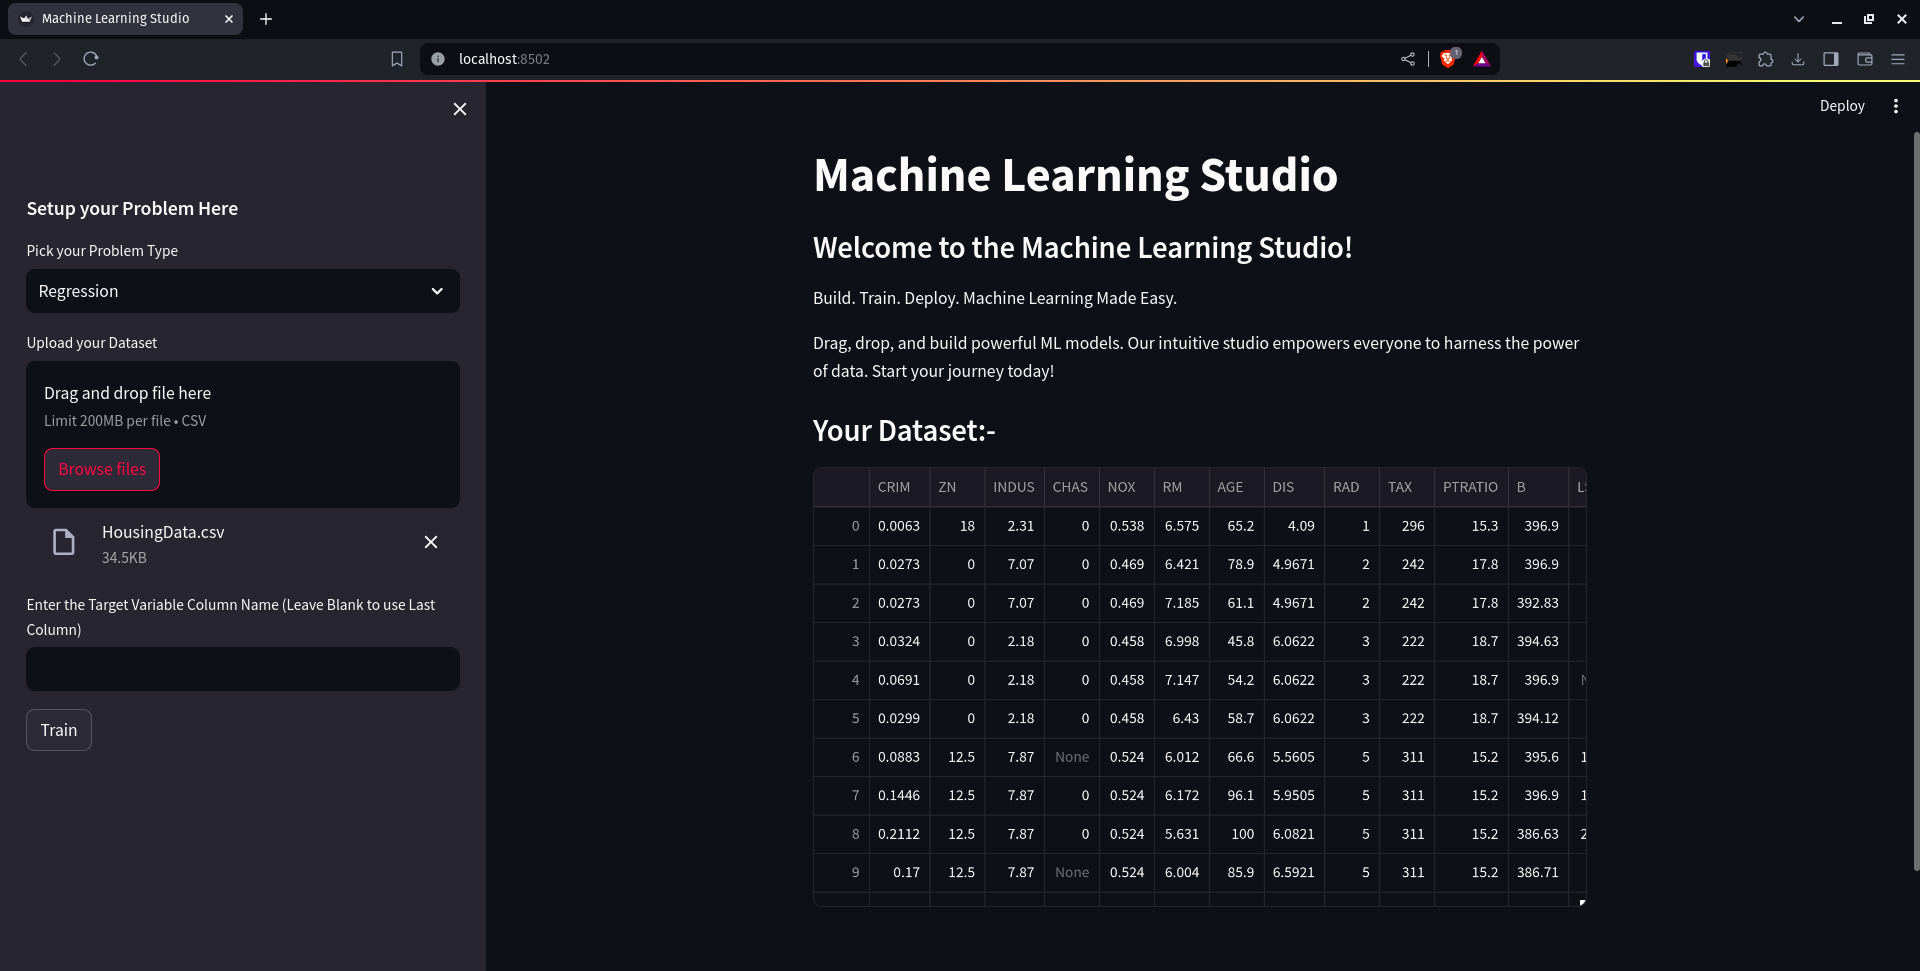 Machine Learning Studio
localhost:8502
Deploy
Setup your Problem Here
Pick your Problem Type
Regression
Upload your Dataset
Drag and drop file here
Limit 200MB per file • CSV
Browse files
HousingData.csv
34.5KB
Enter the Target Variable Column Name (Leave Blank to use Last
Column)
Train
Machine Learning Studio
Welcome to the Machine Learning Studio!
Build. Train. Deploy. Machine Learning Made Easy.
Drag, drop, and build powerful ML models. Our intuitive studio empowers everyone to harness the power
of data. Start your journey today!
Your Dataset:-
CRIM ZN INDUS CHAS NOX RM AGE DIS RAD TAX PTRATIO B
0 0.0063 18 2.31 0 0.538 6.575 65.2 4.09 1 296 15.3 396.9
1 0.0273 0 7.07 0 0.469 6.421 78.9 4.9671 2 242 17.8 396.9
2 0.0273 0 7.07 0 0.469 7.185 61.1 4.9671 2 242 17.8 392.83
3 0.0324 0 2.18 0 0.458 6.998 45.8 6.0622 3 222 18.7 394.63
4 0.0691 0 2.18 0 0.458 7.147 54.2 6.0622 3 222 18.7 396.9
5 0.0299 0 2.18 0 0.458 6.43 58.7 6.0622 3 222 18.7 394.12
6 0.0883 12.5 7.87 None 0.524 6.012 66.6 5.5605 5 311 15.2 395.6
7 0.1446 12.5 7.87 0 0.524 6.172 96.1 5.9505 5 311 15.2 396.9
8 0.2112 12.5 7.87 0 0.524 5.631 100 6.0821 5 311 15.2 386.63
9 0.17 12.5 7.87 None 0.524 6.004 85.9 6.5921 5 311 15.2 386.71